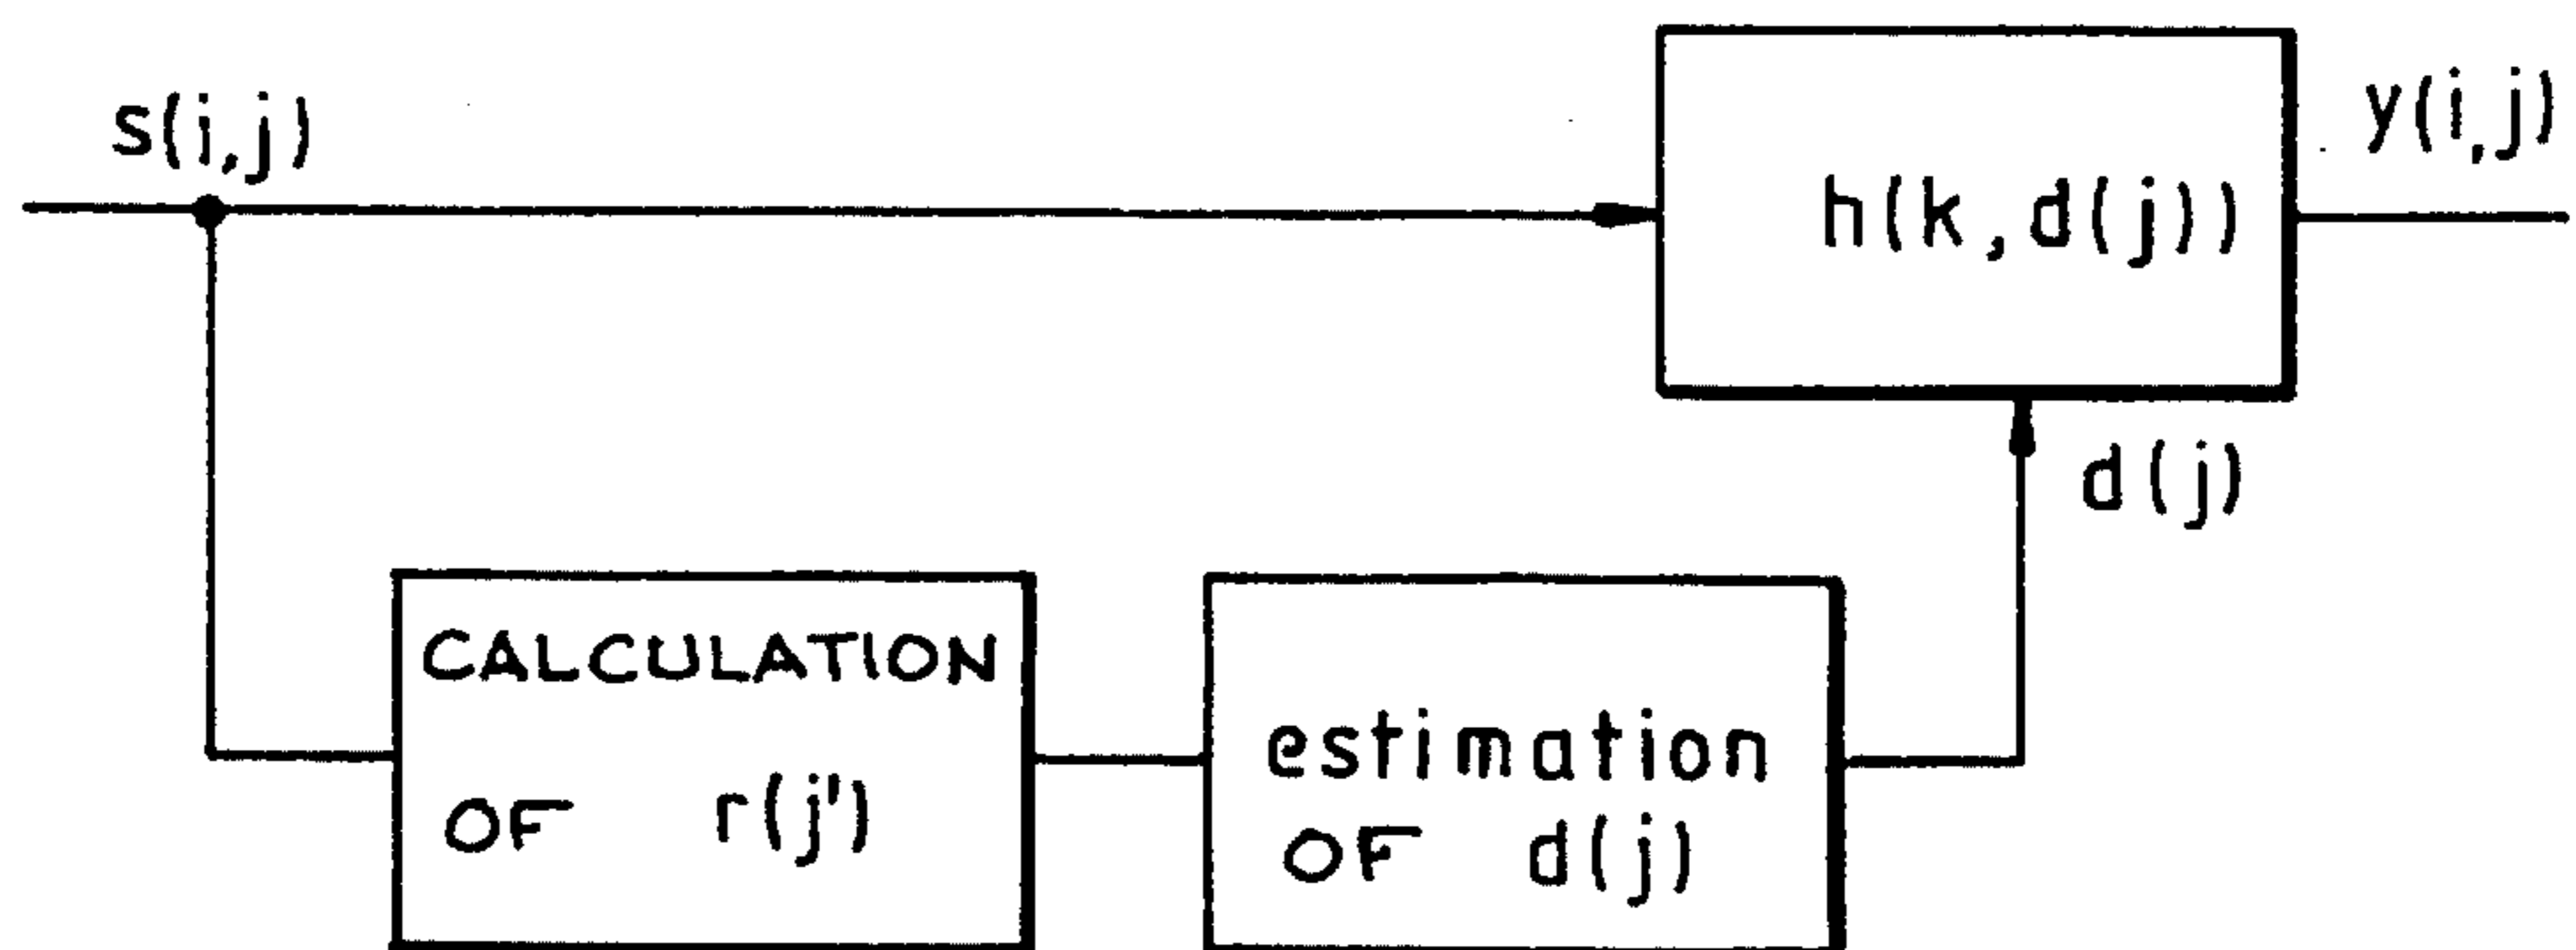 s(i,j)
h(k,d(j))
y(i,j)
d(j)
CALCULATION
OF r(j')
estimation
OF d(j)